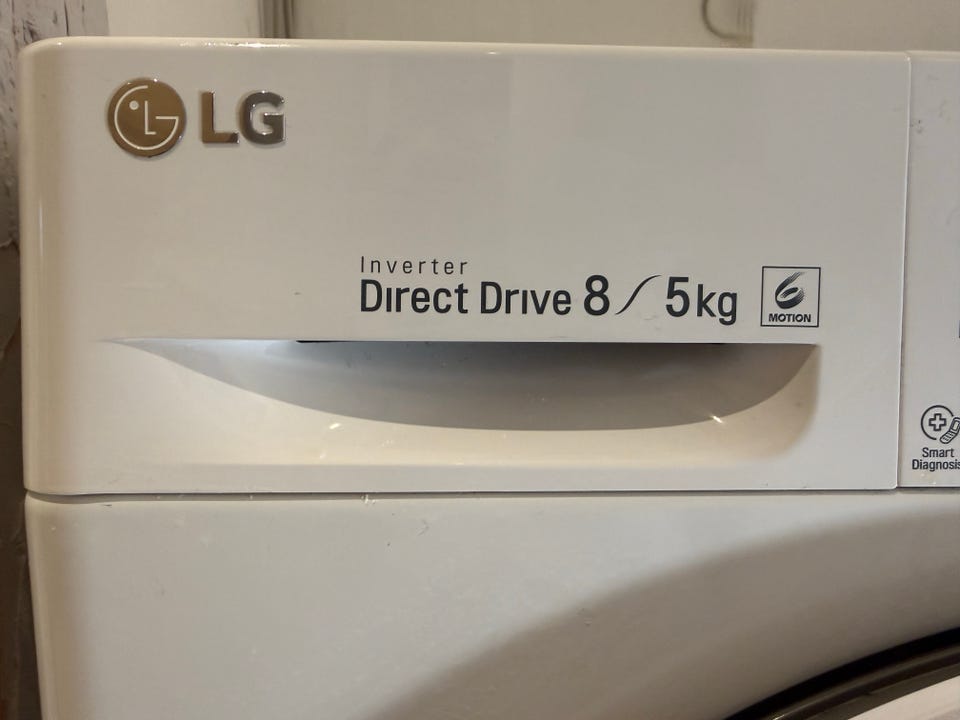 LG
Inverter
Direct Drive 8/5kg
6 MOTION
Smart
Diagnosis